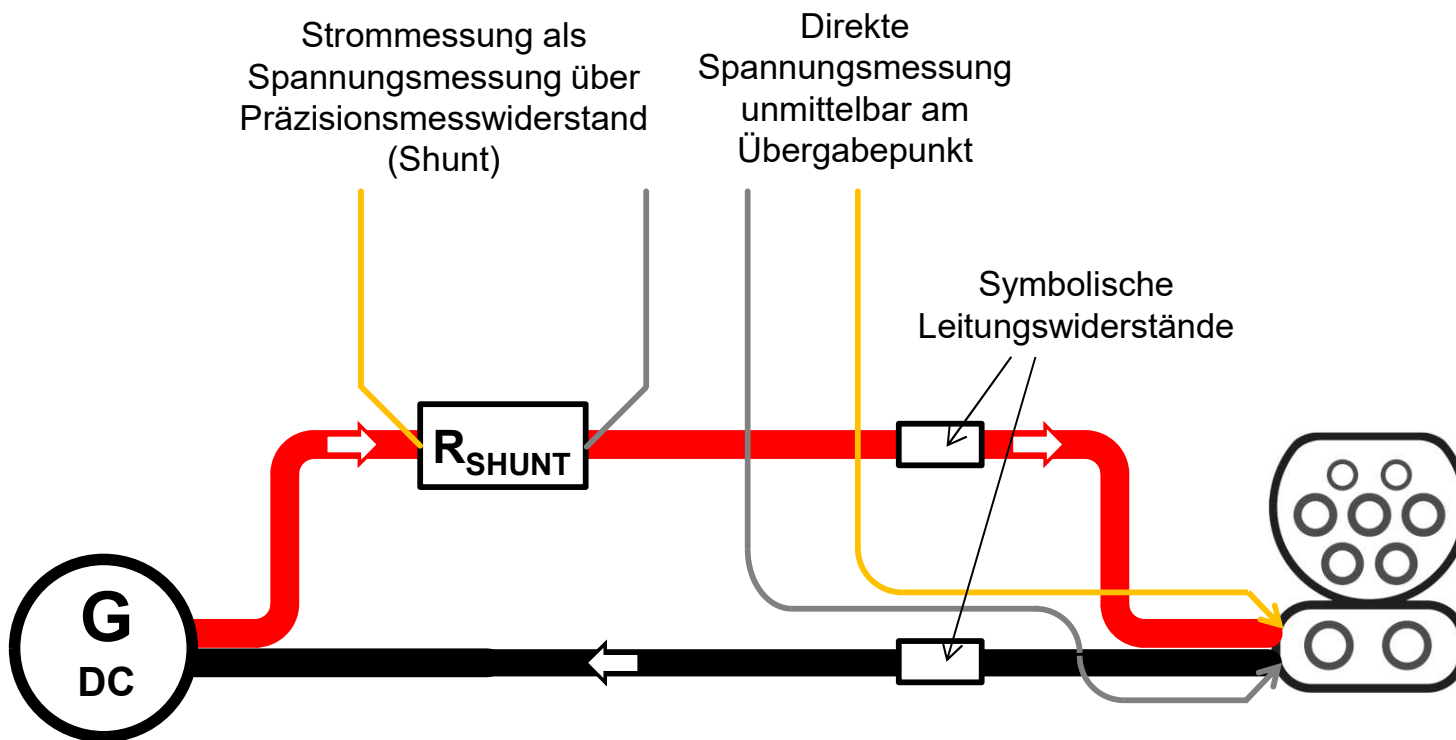 Strommessung als
Spannungsmessung über
Präzisionsmesswiderstand
(Shunt)
Direkte
Spannungsmessung
unmittelbar am
Übergabepunkt
Symbolische
Leitungswiderstände
RSHUNT
G
DC